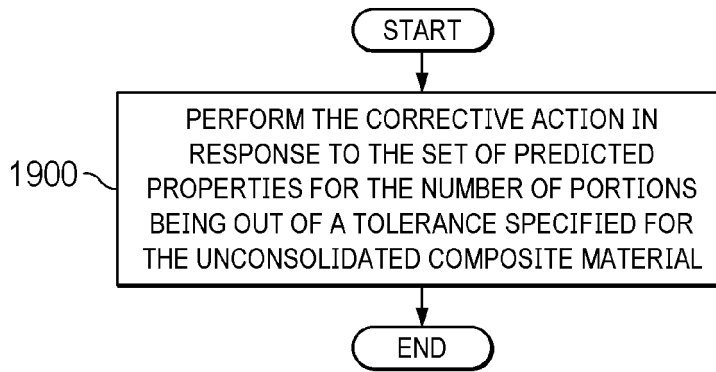 START
1900
PERFORM THE CORRECTIVE ACTION IN
RESPONSE TO THE SET OF PREDICTED
PROPERTIES FOR THE NUMBER OF PORTIONS
BEING OUT OF A TOLERANCE SPECIFIED FOR
THE UNCONSOLIDATED COMPOSITE MATERIAL
END